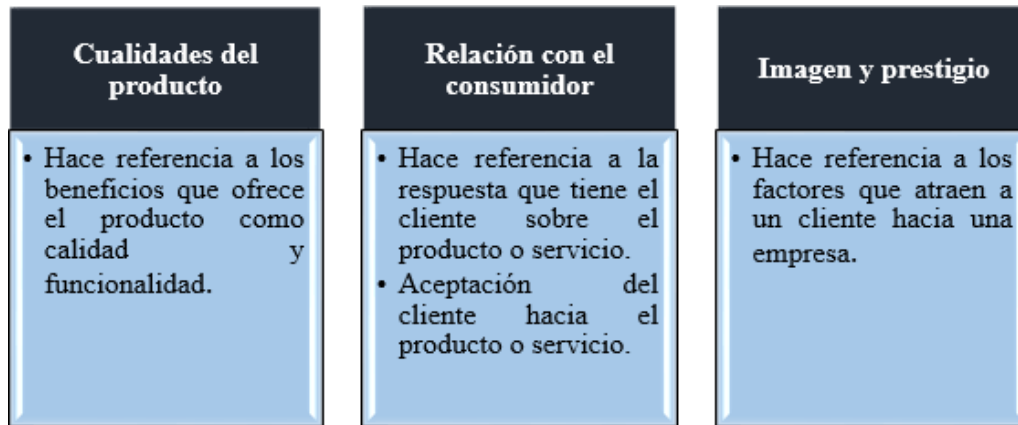 Cualidades del
producto
• Hace referencia a los
beneficios que ofrece
el producto como
calidad y
funcionalidad.
Relación con el
consumidor
• Hace referencia a la
respuesta que tiene el
cliente sobre el
producto o servicio.
• Aceptación del
cliente hacia el
producto o servicio.
Imagen y prestigio
• Hace referencia a los
factores que atraen a
un cliente hacia una
empresa.